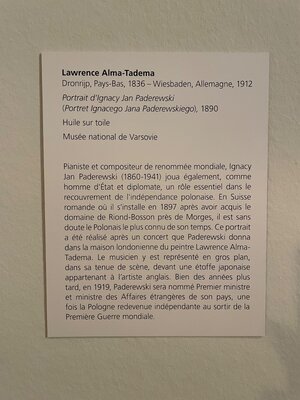 Lawrence Alma-Tadema
Dronrijp, Pays-Bas, 1836 – Wiesbaden, Allemagne, 1912
Portrait d'Ignacy Jan Paderewski
(Portret Ignacego Jana Paderewskiego), 1890
Huile sur toile
Musée national de Varsovie
Pianiste et compositeur de renommée mondiale, Ignacy
Jan Paderewski (1860-1941) joua également, comme
homme d'État et diplomate, un rôle essentiel dans le
recouvrement de l'indépendance polonaise. En Suisse
romande où il s'installe en 1897 après avoir acquis le
domaine de Riond-Bosson près de Morges, il est sans
doute le Polonais le plus connu de son temps. Ce portrait
a été réalisé après un concert que Paderewski donna
dans la maison londonienne du peintre Lawrence Alma-
Tadema. Le musicien y est représenté en gros plan,
dans sa tenue de scène, devant une étoffe japonaise
appartenant à l'artiste anglais. Bien des années plus
tard, en 1919, Paderewski sera nommé Premier ministre
et ministre des Affaires étrangères de son pays, une
fois la Pologne redevenue indépendante au sortir de la
Première Guerre mondiale.